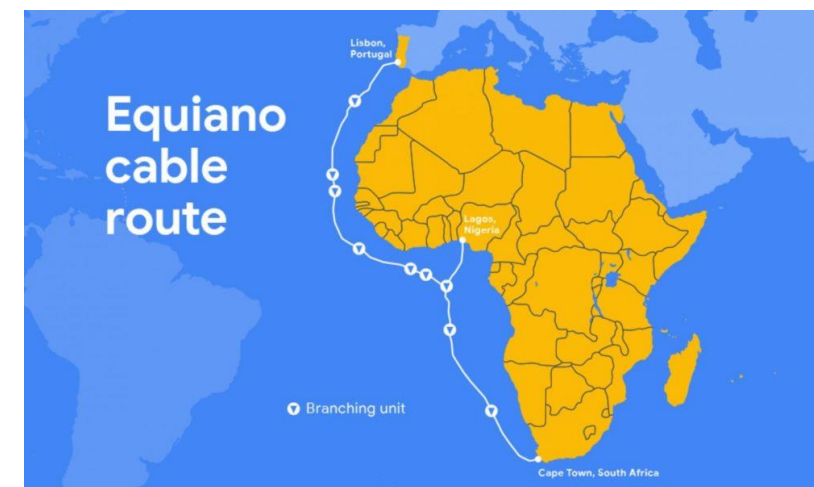 Lisbon,
Portugal
Equiano
cable
route
Lagos,
Nigeria
Branching unit
Cape Town, South Africa